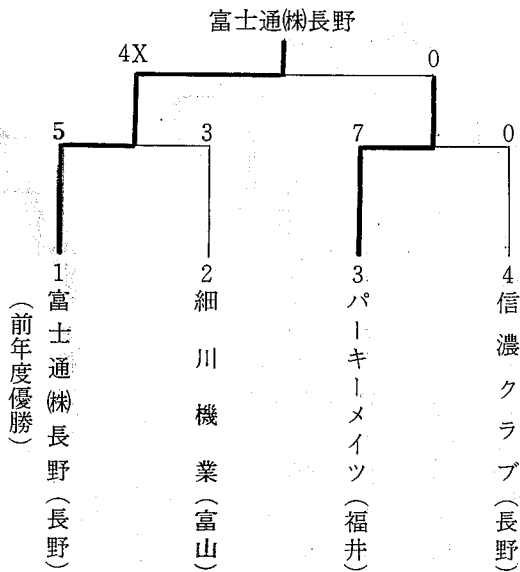 富士通㈱長野
4X 0
5 3 7 0
1 2 3 4
富士通㈱長野(長野)
(前年度優勝)
細川機業(富山)
パーキーメイツ(福井)
信濃クラブ(長野)